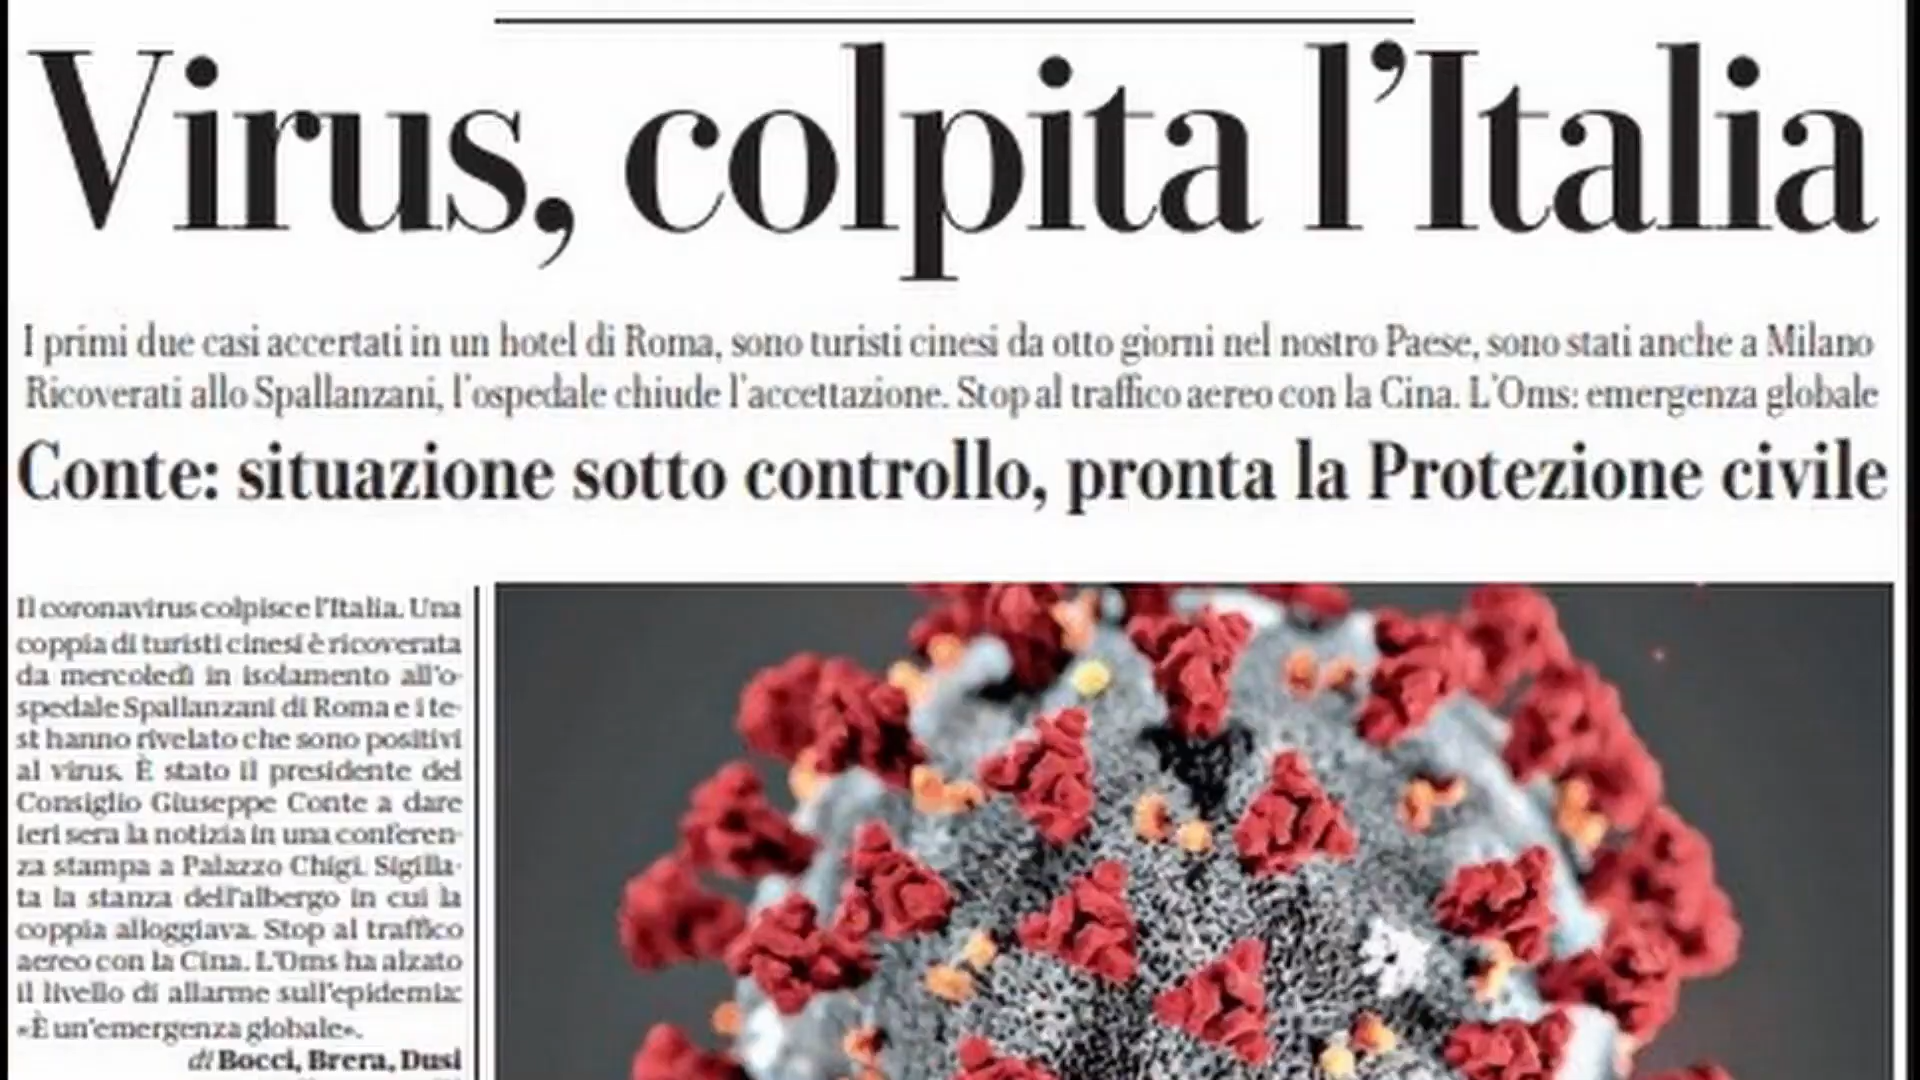 Virus, colpita l'Italia
I primi due casi accertati in un hotel di Roma, sono turisti cinesi da otto giorni nel nostro Paese, sono stati anche a Milano
Ricoverati allo Spallanzani, l'ospedale chiude l'accettazione. Stop al traffico aereo con la Cina. L'Oms: emergenza globale
Conte: situazione sotto controllo, pronta la Protezione civile
Il coronavirus colpisce l'Italia. Una
coppia di turisti cinesi è ricoverata
da mercoledì in isolamento all'o-
spedale Spallanzani di Roma e i te-
st hanno rivelato che sono positivi
al virus. È stato il presidente del
Consiglio Giuseppe Conte a dare
ieri sera la notizia in una conferen-
za stampa a Palazzo Chigi. Sigilla-
ta la stanza dell'albergo in cui la
coppia alloggiava. Stop al traffico
aereo con la Cina. L'Oms ha alzato
il livello di allarme sull'epidemia:
«È un'emergenza globale».
di Bocci, Brera, Dusi